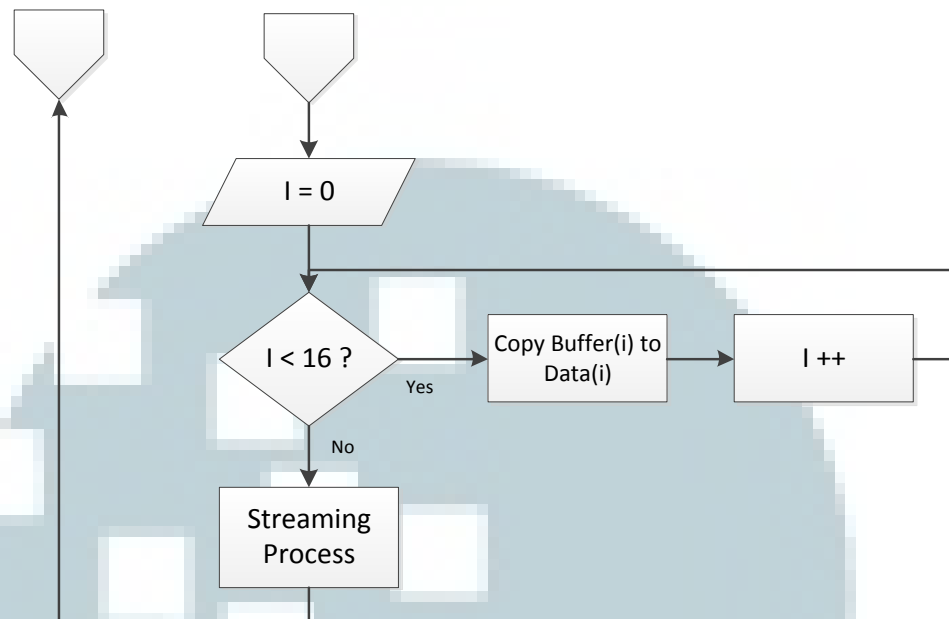 I = 0
I < 16 ?
Yes
Copy Buffer(i) to
Data(i)
I ++
No
Streaming
Process